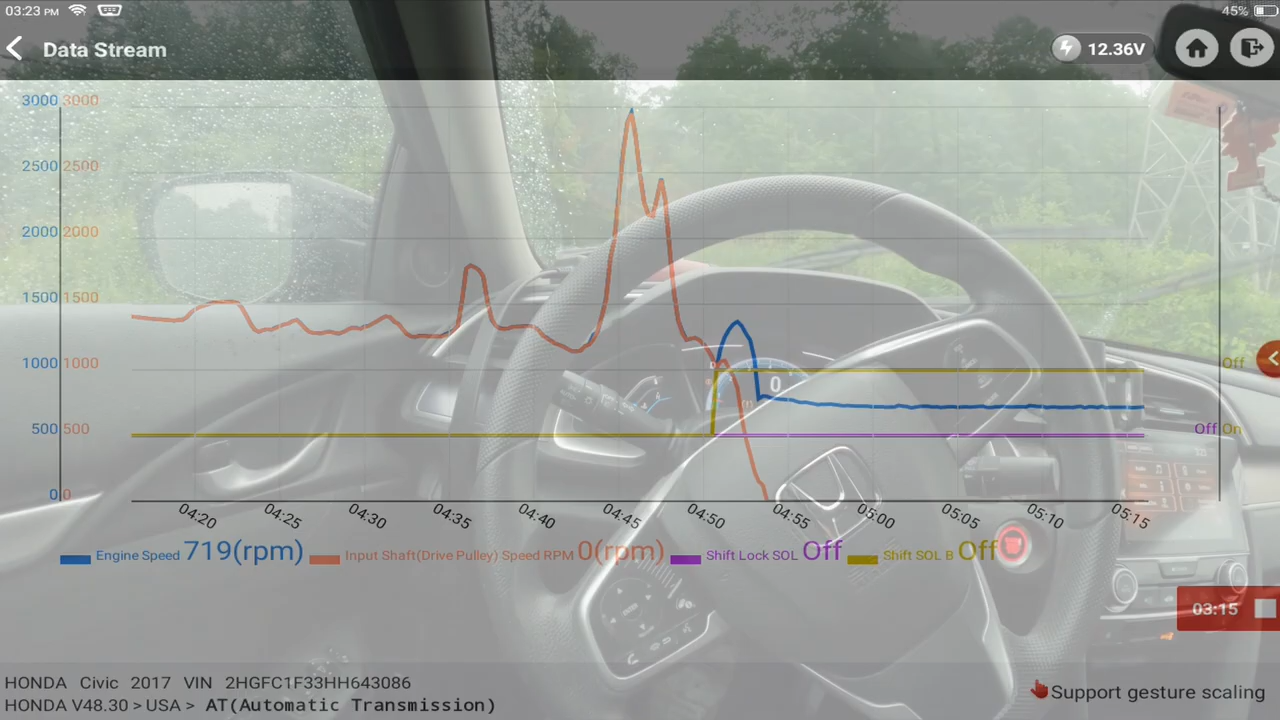 03:23 PM
45%
Data Stream
12.36V
3000 3000
2500 2500
2000 2000
1500 1500
1000 1000
Off
500 500
Off On
0 0
0
04:20 04:25 04:30 04:35 04:40 04:45 04:50 04:55 05:00 05:05 05:10 05:15
Engine Speed 719(rpm) Input Shaft(Drive Pulley) Speed RPM 0(rpm) Shift Lock SOL Off Shift SOL B Off
ENTER
03:15
HONDA Civic 2017 VIN 2HGFC1F33HH643086
Support gesture scaling
HONDA V48.30 > USA > AT(Automatic Transmission)